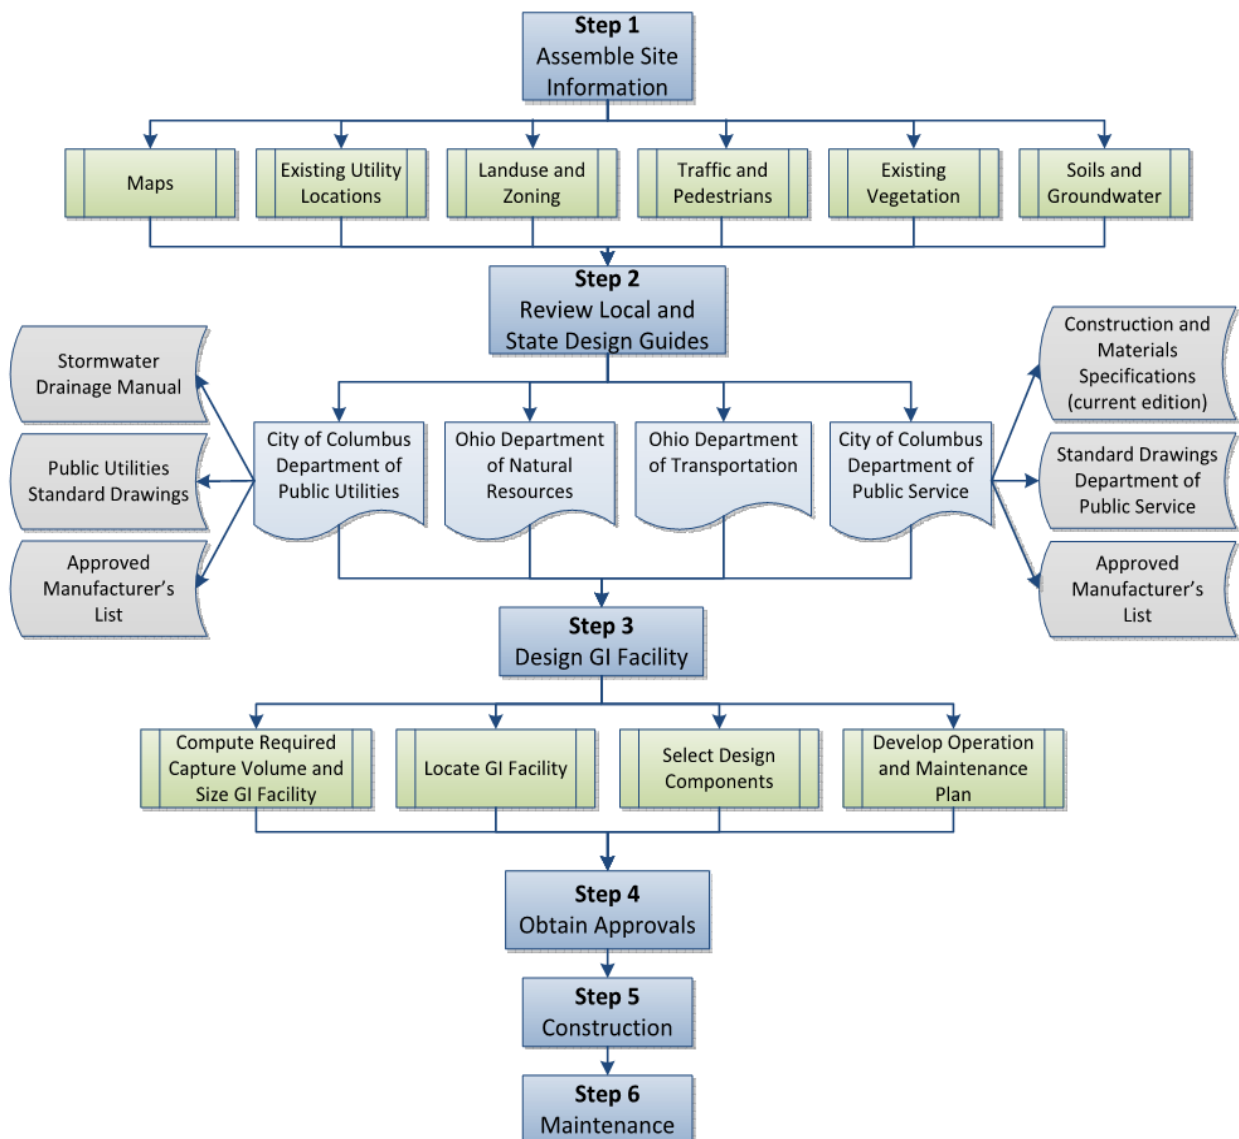 Step 1
Assemble Site
Information
Maps
Existing Utility
Locations
Landuse and
Zoning
Traffic and
Pedestrians
Existing
Vegetation
Soils and
Groundwater
Step 2
Review Local and
State Design Guides
Stormwater
Drainage Manual
Public Utilities
Standard Drawings
Approved
Manufacturer's
List
City of Columbus
Department of
Public Utilities
Ohio Department
of Natural
Resources
Ohio Department
of Transportation
City of Columbus
Department of
Public Service
Construction and
Materials
Specifications
(current edition)
Standard Drawings
Department of
Public Service
Approved
Manufacturer's
List
Step 3
Design GI Facility
Compute Required
Capture Volume and
Size GI Facility
Locate GI Facility
Select Design
Components
Develop Operation
and Maintenance
Plan
Step 4
Obtain Approvals
Step 5
Construction
Step 6
Maintenance